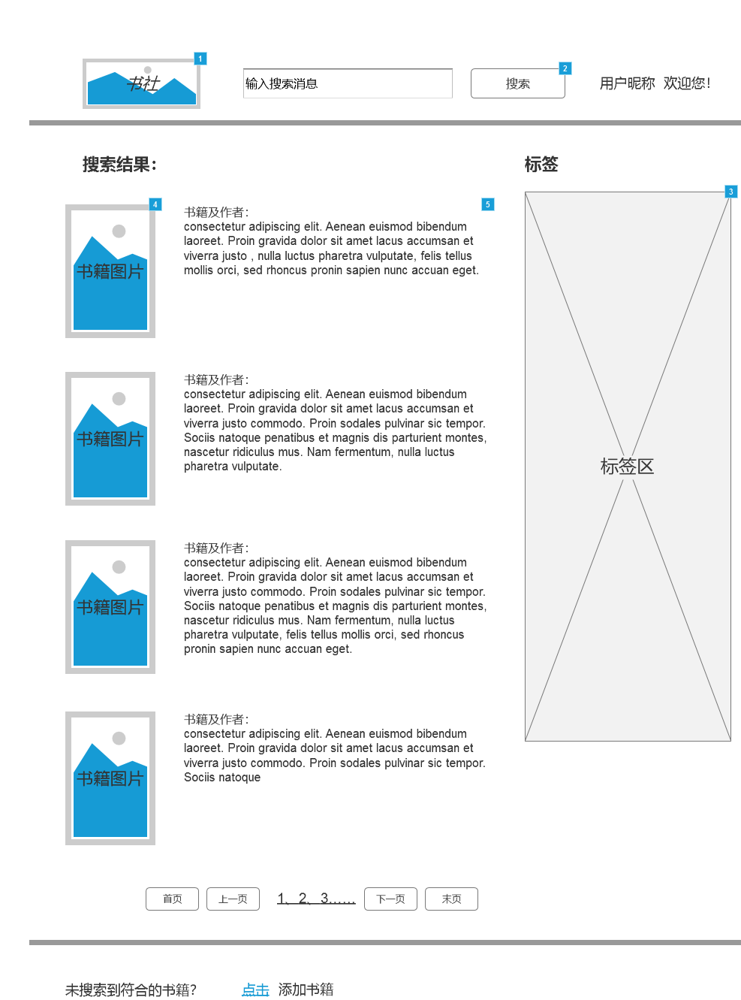 书社
1
输入搜索消息
搜索
2
用户昵称 欢迎您！
搜索结果：
标签
4
书籍图片
书籍及作者：
5
consectetur adipiscing elit. Aenean euismod bibendum
laoreet. Proin gravida dolor sit amet lacus accumsan et
viverra justo , nulla luctus pharetra vulputate, felis tellus
mollis orci, sed rhoncus pronin sapien nunc accuan eget.
3
标签区
书籍图片
书籍及作者：
consectetur adipiscing elit. Aenean euismod bibendum
laoreet. Proin gravida dolor sit amet lacus accumsan et
viverra justo commodo. Proin sodales pulvinar sic tempor.
Sociis natoque penatibus et magnis dis parturient montes,
nascetur ridiculus mus. Nam fermentum, nulla luctus
pharetra vulputate.
书籍图片
书籍及作者：
consectetur adipiscing elit. Aenean euismod bibendum
laoreet. Proin gravida dolor sit amet lacus accumsan et
viverra justo commodo. Proin sodales pulvinar sic tempor.
Sociis natoque penatibus et magnis dis parturient montes,
nascetur ridiculus mus. Nam fermentum, nulla luctus
pharetra vulputate, felis tellus mollis orci, sed rhoncus
pronin sapien nunc accuan eget.
书籍图片
书籍及作者：
consectetur adipiscing elit. Aenean euismod bibendum
laoreet. Proin gravida dolor sit amet lacus accumsan et
viverra justo commodo. Proin sodales pulvinar sic tempor.
Sociis natoque
首页 上一页 1、2、3…… 下一页 末页
未搜索到符合的书籍？ 点击 添加书籍